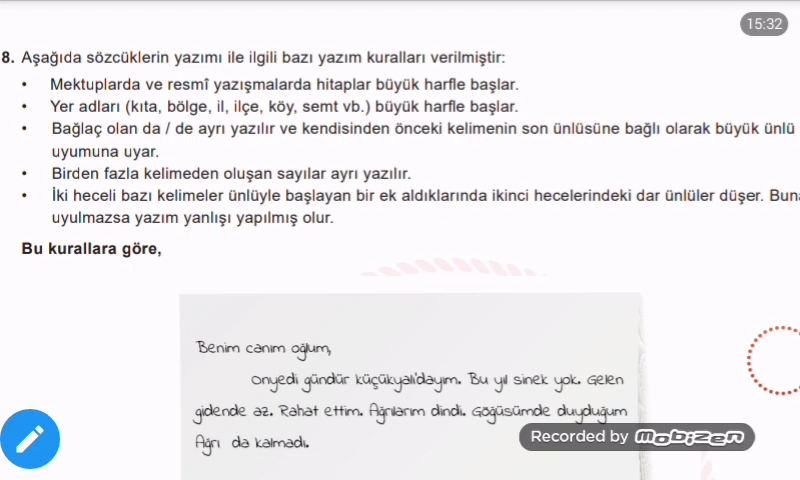 15:32
8. Aşağıda sözcüklerin yazımı ile ilgili bazı yazım kuralları verilmiştir:
• Mektuplarda ve resmî yazışmalarda hitaplar büyük harfle başlar.
• Yer adları (kıta, bölge, il, ilçe, köy, semt vb.) büyük harfle başlar.
• Bağlaç olan da / de ayrı yazılır ve kendisinden önceki kelimenin son ünlüsüne bağlı olarak büyük ünlü
uyumuna uyar.
• Birden fazla kelimeden oluşan sayılar ayrı yazılır.
• İki heceli bazı kelimeler ünlüyle başlayan bir ek aldıklarında ikinci hecelerindeki dar ünlüler düşer. Bun
uyulmazsa yazım yanlışı yapılmış olur.
Bu kurallara göre,
Benim canım oğlum,
Onyedi gündür küçükyalı'dayım. Bu yıl sinek yok. Gelen
gidende az. Rahat ettim. Ağrılarım dindi. Göğüsümde duyduğum
Ağrı da kalmadı.
Recorded by Mobizen